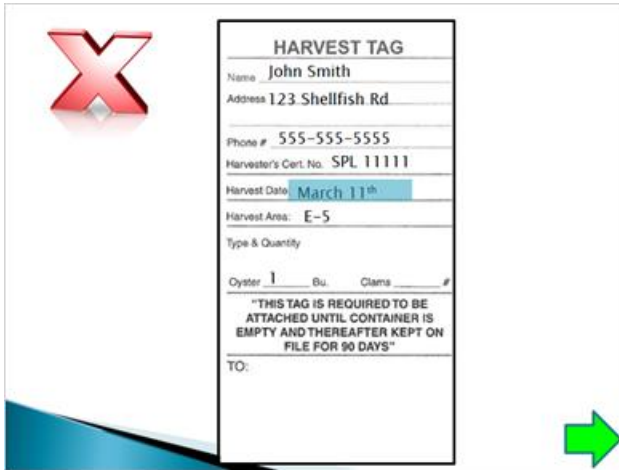 HARVEST TAG
Name John Smith
Address 123 Shellfish Rd
Phone # 555-555-5555
Harvester's Cert. No. SPL 11111
Harvest Date: March 11th
Harvest Area: E-5
Type & Quantity
Oyster 1 Bu. Clams #
"THIS TAG IS REQUIRED TO BE
ATTACHED UNTIL CONTAINER IS
EMPTY AND THEREAFTER KEPT ON
FILE FOR 90 DAYS"
TO: